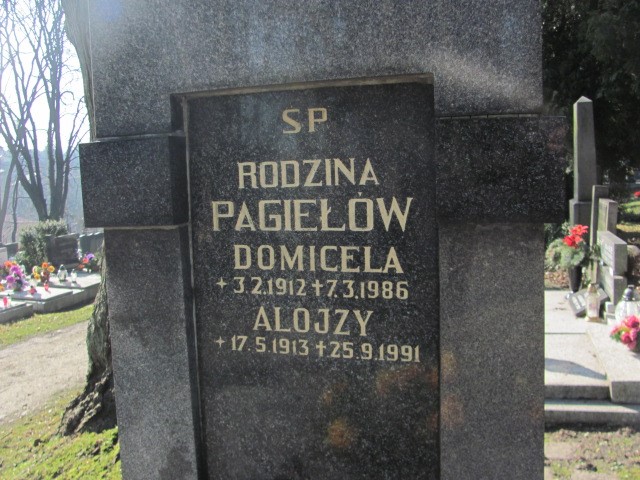 SP
RODZINA
PAGIEŁÓW
DOMICELA
+ 3.2.1912 + 7.3.1986
ALOJZY
+ 17.5.1913 + 25.9.1991